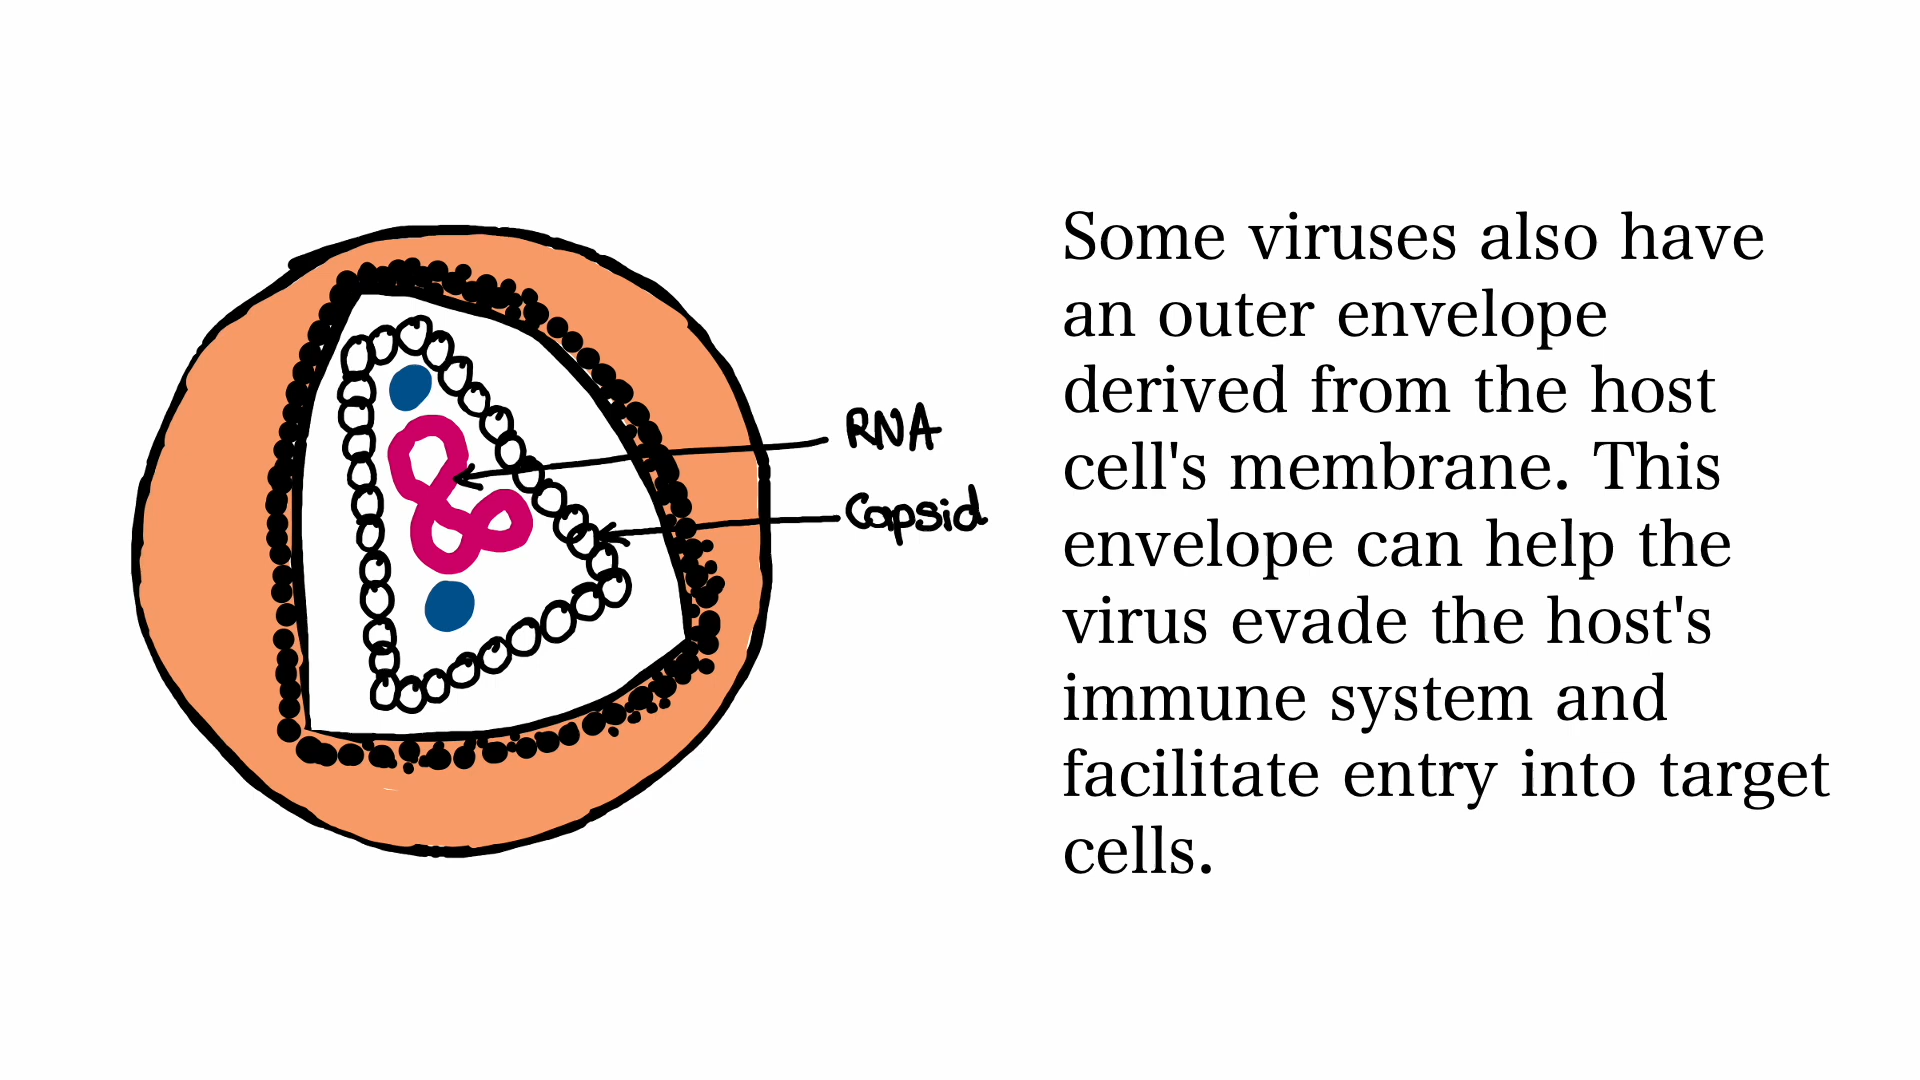 RNA
Capsid
Some viruses also have
an outer envelope
derived from the host
cell's membrane. This
envelope can help the
virus evade the host's
immune system and
facilitate entry into target
cells.